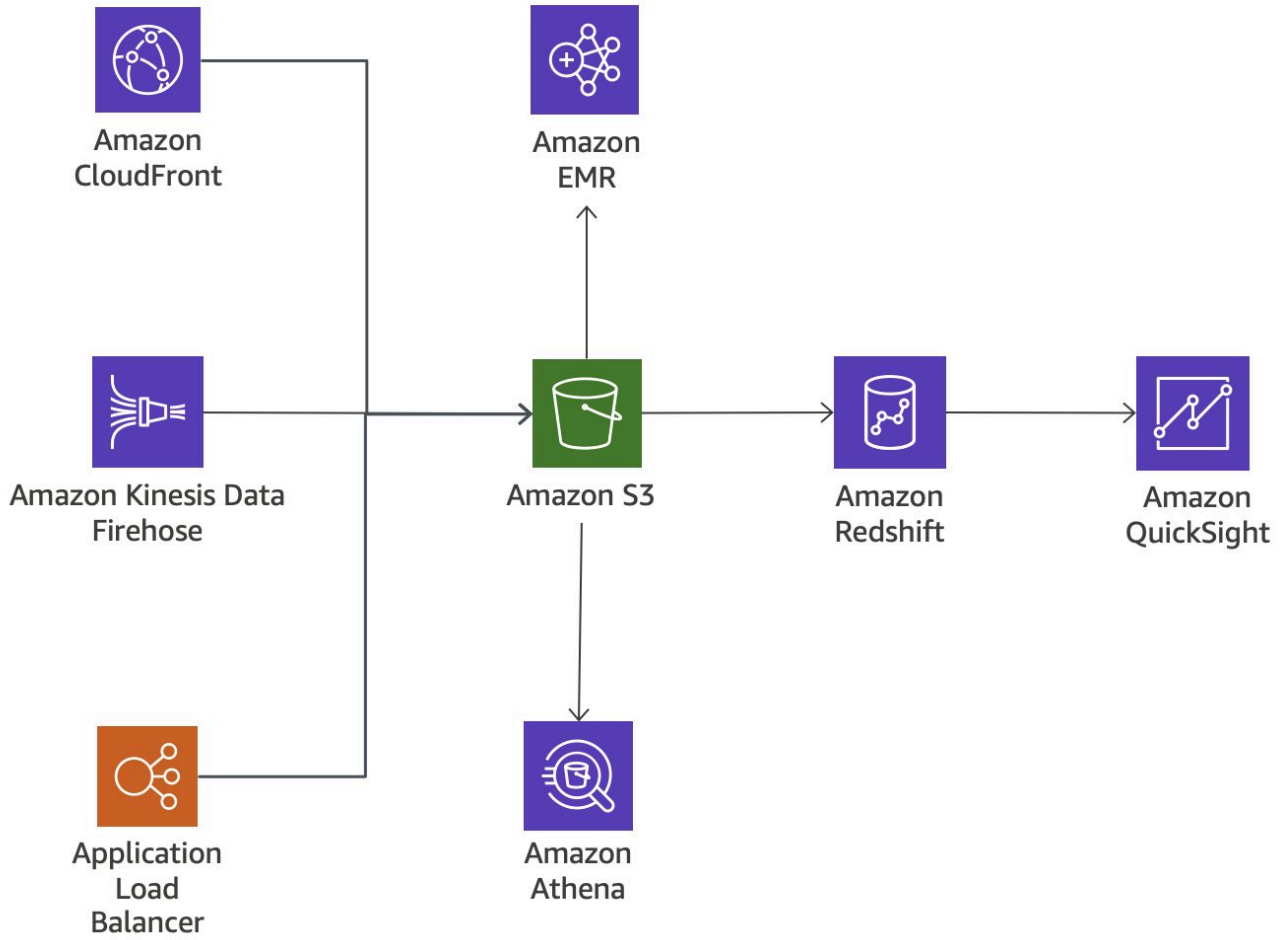 Amazon
CloudFront
Amazon
EMR
Amazon Kinesis Data
Firehose
Amazon S3
Amazon
Redshift
Amazon
QuickSight
Application
Load
Balancer
Amazon
Athena